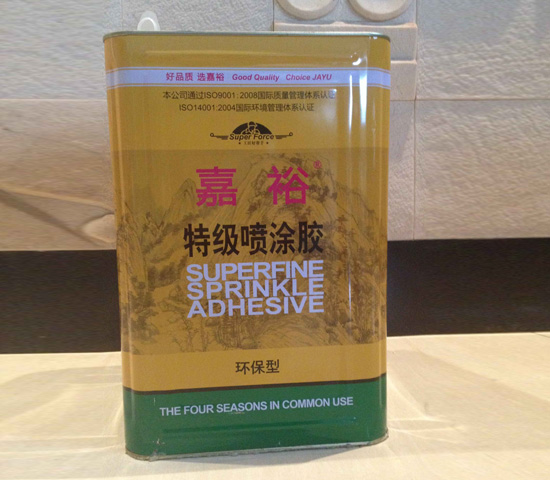 好品质 选嘉裕 Good Quality Choice JAYU
本公司通过ISO9001:2008国际质量管理体系认证
ISO14001:2004国际环境管理体系认证
Super Force
嘉裕®
特级喷涂胶
SUPERFINE
SPRINKLE
ADHESIVE
环保型
THE FOUR SEASONS IN COMMON USE